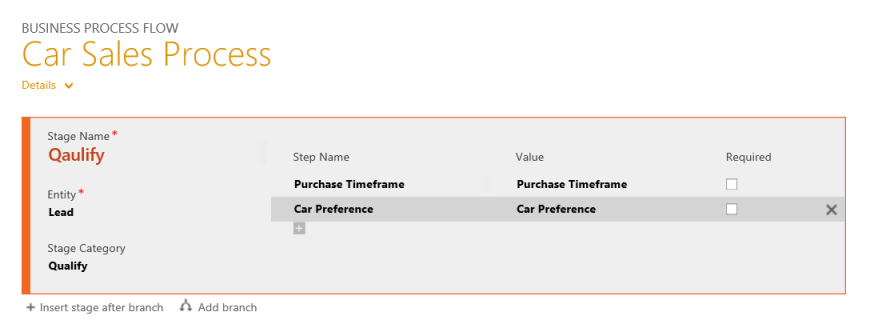 BUSINESS PROCESS FLOW
Car Sales Process
Details
Stage Name*
Qaulify
Entity*
Lead
Stage Category
Qualify
Step Name Value Required
Purchase Timeframe Purchase Timeframe
Car Preference Car Preference
+ Insert stage after branch Add branch